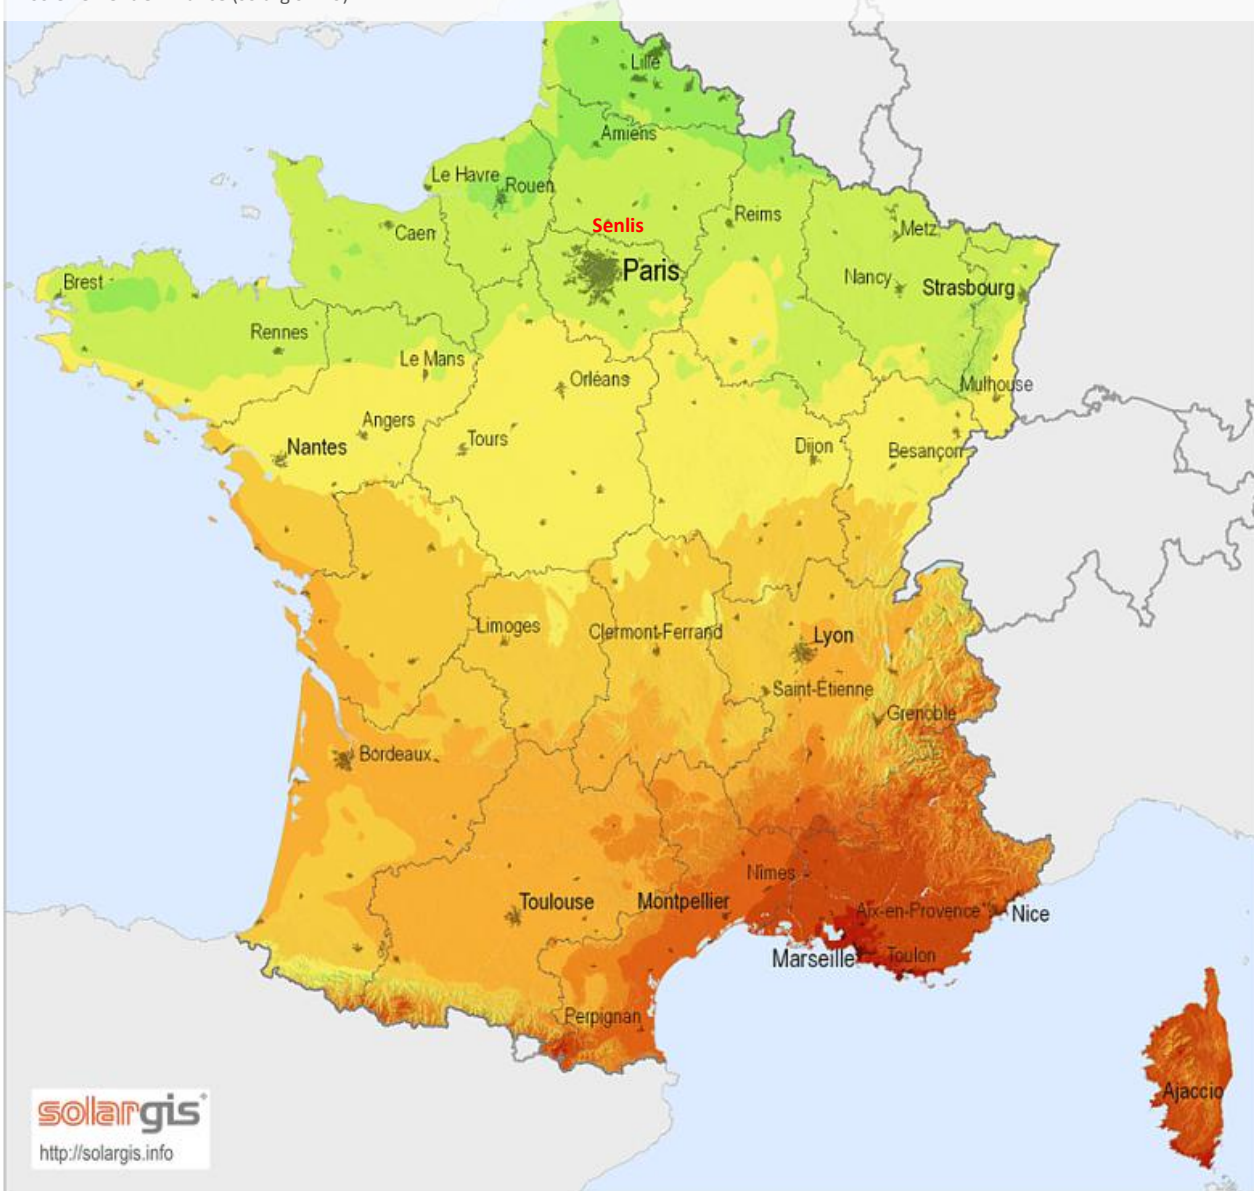 Lille
Amiens
Le Havre
Rouen
Senlis
Reims
Metz
Caen
Paris
Nancy
Strasbourg
Brest
Rennes
Le Mans
Orléans
Mulhouse
Angers
Tours
Nantes
Dijon
Besançon
Limoges
Clermont-Ferrand
Lyon
Saint-Étienne
Grenoble
Bordeaux
Nîmes
Toulouse
Montpellier
Aix-en-Provence
Nice
Marseille
Toulon
Perpignan
Ajaccio
solargis
http://solargis.info